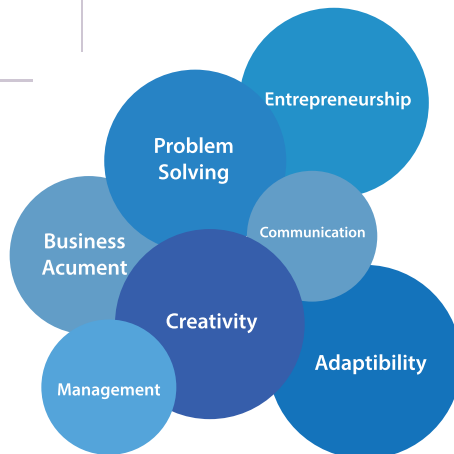 Entrepreneurship
Problem
Solving
Communication
Business
Acument
Creativity
Adaptibility
Management